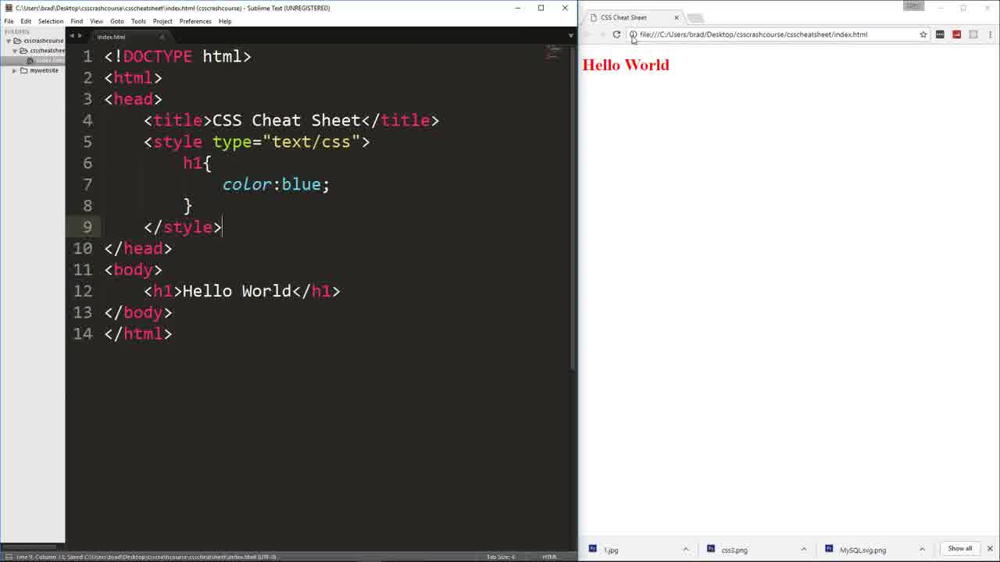 C:\Users\brad\Desktop\csscrashcourse\csscheatsheet\index.html (csscrashcourse) - Sublime Text (UNREGISTERED)
File Edit Selection Find View Goto Tools Project Preferences Help
FOLDERS
csscrashcourse
csscheatsheet
index.html
mywebsite
index.html
1 <!DOCTYPE html>
2 <html>
3 <head>
4 <title>CSS Cheat Sheet</title>
5 <style type="text/css">
6 h1{
7 color:blue;
8 }
9 </style>
10 </head>
11 <body>
12 <h1>Hello World</h1>
13 </body>
14 </html>
Line 9, Column 13; Saved C:\Users\brad\Desktop\csscrashcourse\csscheatsheet\index.html (UTF-8)
Tab Size: 4
HTML
CSS Cheat Sheet
file:///C:/Users/brad/Desktop/csscrashcourse/csscheatsheet/index.html
Hello World
1.jpg
css3.png
MySQL.svg.png
Show all